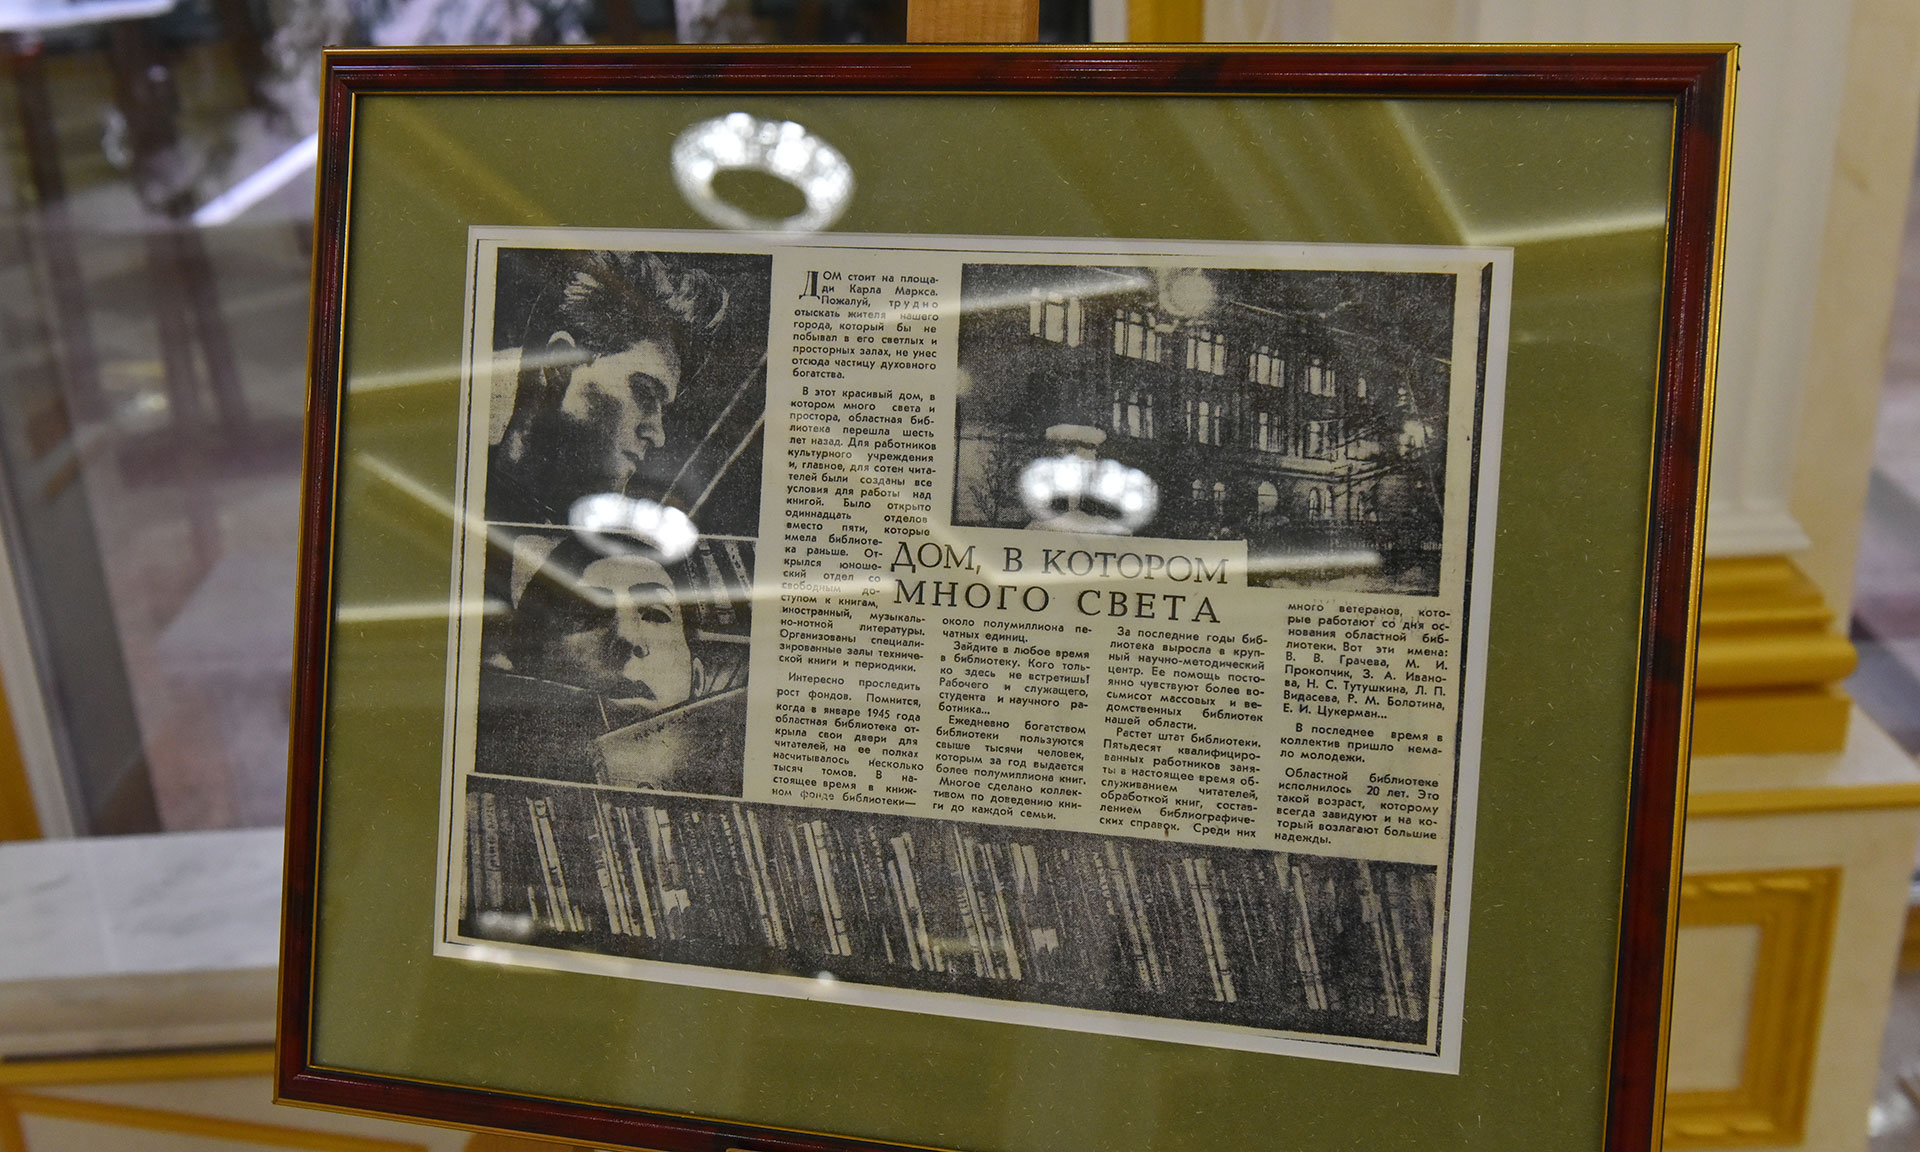 ДОМ, В КОТОРОМ
МНОГО СВЕТА
ДОМ стоит на площа-
ди Карла Маркса.
Пожалуй, трудно
отыскать жителя нашего
города, который бы не
побывал в его светлых и
просторных залах, не унес
отсюда частицу духовного
богатства.
В этот красивый дом, в
котором много света и
простора, областная биб-
лиотека перешла шесть
лет назад. Для работников
культурного учреждения
и, главное, для сотен чита-
телей были созданы все
условия для работы над
книгой. Было открыто
одиннадцать отделов
вместо пяти, которые
имела библиоте-
ка раньше. От-
крылся юноше-
ский отдел со
свободным до-
ступом к книгам,
иностранный, музыкаль-
но-нотной литературы.
Организованы специали-
зированные залы техниче-
ской книги и периодики.
Интересно проследить
рост фондов. Помнится,
когда в январе 1945 года
областная библиотека от-
крыла свои двери для
читателей, на ее полках
насчитывалось несколько
тысяч томов. В на-
стоящее время в книж-
ном фонде библиотеки—
около полумиллиона пе-
чатных единиц.
Зайдите в любое время
в библиотеку. Кого толь-
ко здесь не встретишь!
Рабочего и служащего,
студента и научного ра-
ботника...
Ежедневно богатством
библиотеки пользуются
свыше тысячи человек,
которым за год выдается
более полумиллиона книг.
Многое сделано коллек-
тивом по доведению кни-
ги до каждой семьи.
За последние годы биб-
лиотека выросла в круп-
ный научно-методический
центр. Ее помощь посто-
янно чувствуют более во-
сьмисот массовых и ве-
домственных библиотек
нашей области.
Растет штат библиотеки.
Пятьдесят квалифициро-
ванных работников заня-
ты в настоящее время об-
служиванием читателей,
обработкой книг, состав-
лением библиографиче-
ских справок. Среди них
много ветеранов, кото-
рые работают со дня ос-
нования областной биб-
лиотеки. Вот эти имена:
В. В. Грачева, М. И.
Прокопчик, З. А. Ивано-
ва, Н. С. Тутушкина, Л. П.
Видасева, Р. М. Болотина,
Е. И. Цукерман...
В последнее время в
коллектив пришло нема-
ло молодежи.
Областной библиотеке
исполнилось 20 лет. Это
такой возраст, которому
всегда завидуют и на ко-
торый возлагают большие
надежды.